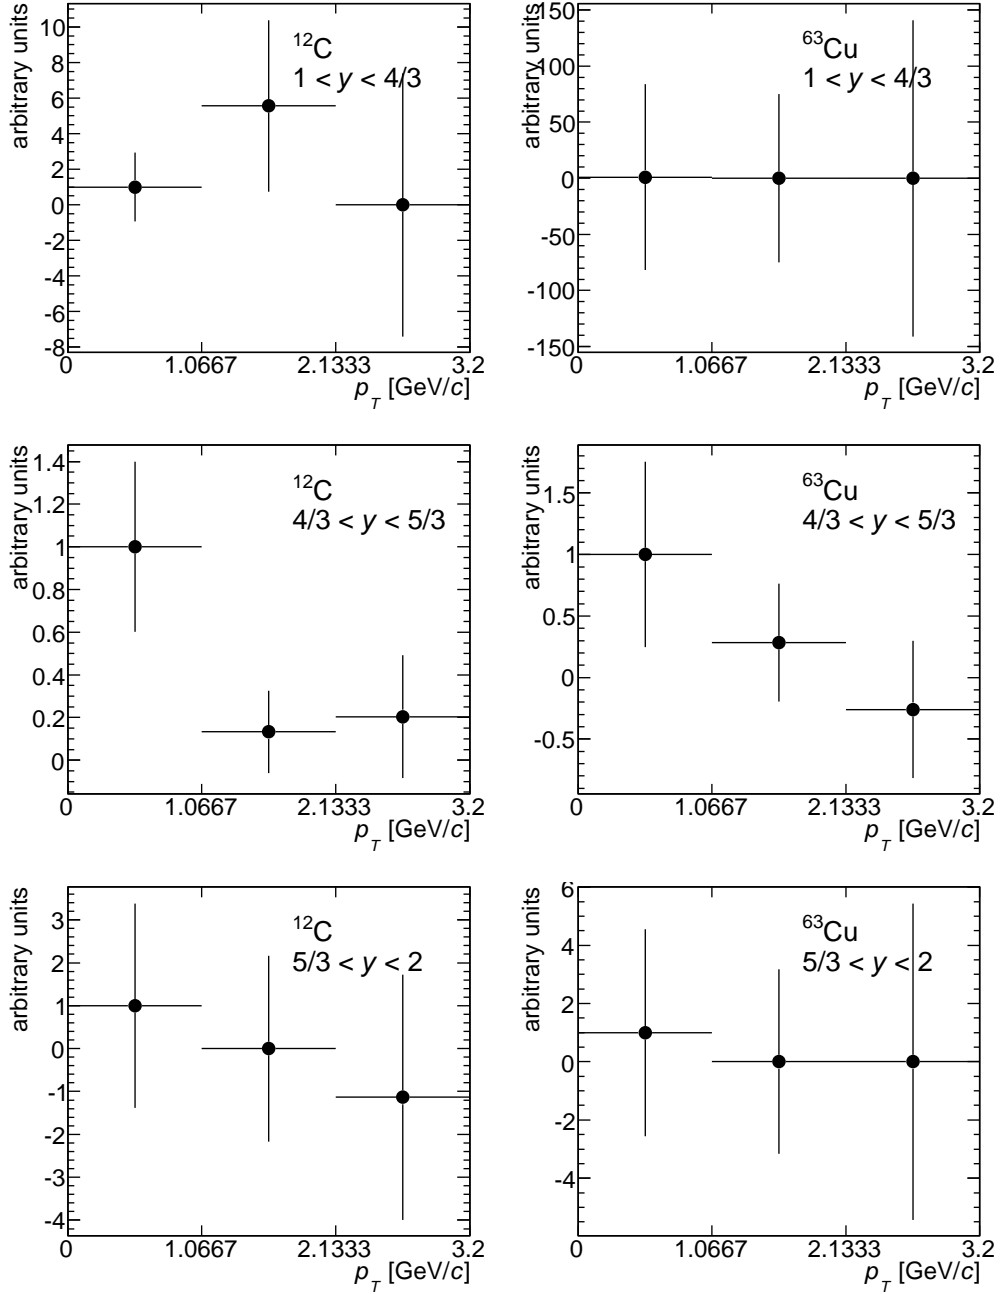 arbitrary units
10
8
6
4
2
0
-2
-4
-6
-8
12C
1 < y < 4/3
0 1.0667 2.1333 3.2
pT [GeV/c]
arbitrary units
150
100
50
0
-50
-100
-150
63Cu
1 < y < 4/3
0 1.0667 2.1333 3.2
pT [GeV/c]
arbitrary units
1.4
1.2
1
0.8
0.6
0.4
0.2
0
12C
4/3 < y < 5/3
0 1.0667 2.1333 3.2
pT [GeV/c]
arbitrary units
1.5
1
0.5
0
-0.5
63Cu
4/3 < y < 5/3
0 1.0667 2.1333 3.2
pT [GeV/c]
arbitrary units
3
2
1
0
-1
-2
-3
-4
12C
5/3 < y < 2
0 1.0667 2.1333 3.2
pT [GeV/c]
arbitrary units
6
4
2
0
-2
-4
63Cu
5/3 < y < 2
0 1.0667 2.1333 3.2
pT [GeV/c]